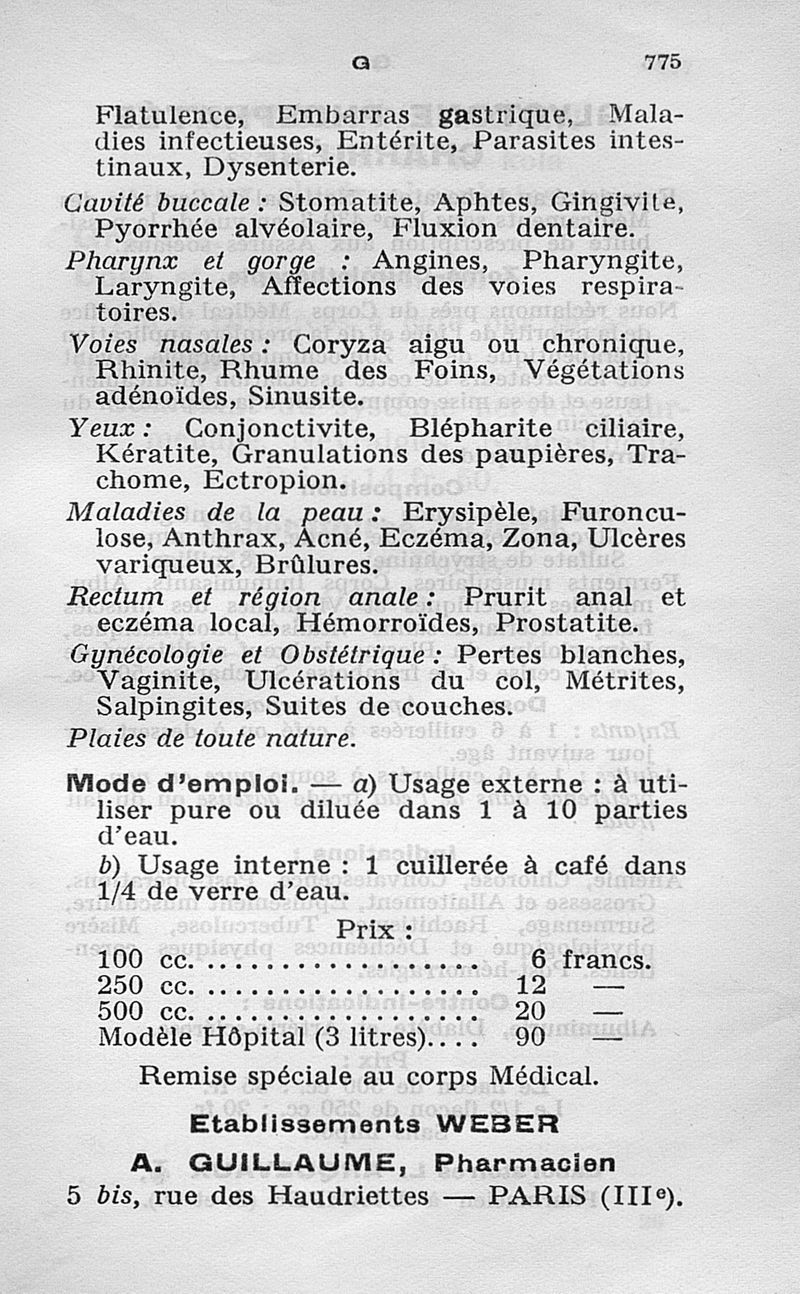 G 775
Flatulence, Embarras gastrique, Mala-
dies infectieuses, Entérite, Parasites intes-
tinaux, Dysenterie.
Cavité buccale : Stomatite, Aphtes, Gingivite,
Pyorrhée alvéolaire, Fluxion dentaire.
Pharynx et gorge : Angines, Pharyngite,
Laryngite, Affections des voies respira-
toires.
Voies nasales : Coryza aigu ou chronique,
Rhinite, Rhume des Foins, Végétations
adénoïdes, Sinusite.
Yeux : Conjonctivite, Blépharite ciliaire,
Kératite, Granulations des paupières, Tra-
chome, Ectropion.
Maladies de la peau : Erysipèle, Furoncu-
lose, Anthrax, Acné, Eczéma, Zona, Ulcères
variqueux, Brûlures.
Rectum et région anale : Prurit anal et
eczéma local, Hémorroïdes, Prostatite.
Gynécologie et Obstétrique : Pertes blanches,
Vaginite, Ulcérations du col, Métrites,
Salpingites, Suites de couches.
Plaies de toute nature.
Mode d'emploi. — a) Usage externe : à uti-
liser pure ou diluée dans 1 à 10 parties
d'eau.
b) Usage interne : 1 cuillerée à café dans
1/4 de verre d'eau.
Prix :
100 cc. .................. 6 francs.
250 cc. .................. 12 —
500 cc. .................. 20 —
Modèle Hôpital (3 litres).... 90 —
Remise spéciale au corps Médical.
Etablissements WEBER
A. GUILLAUME, Pharmacien
5 bis, rue des Haudriettes — PARIS (IIIe).